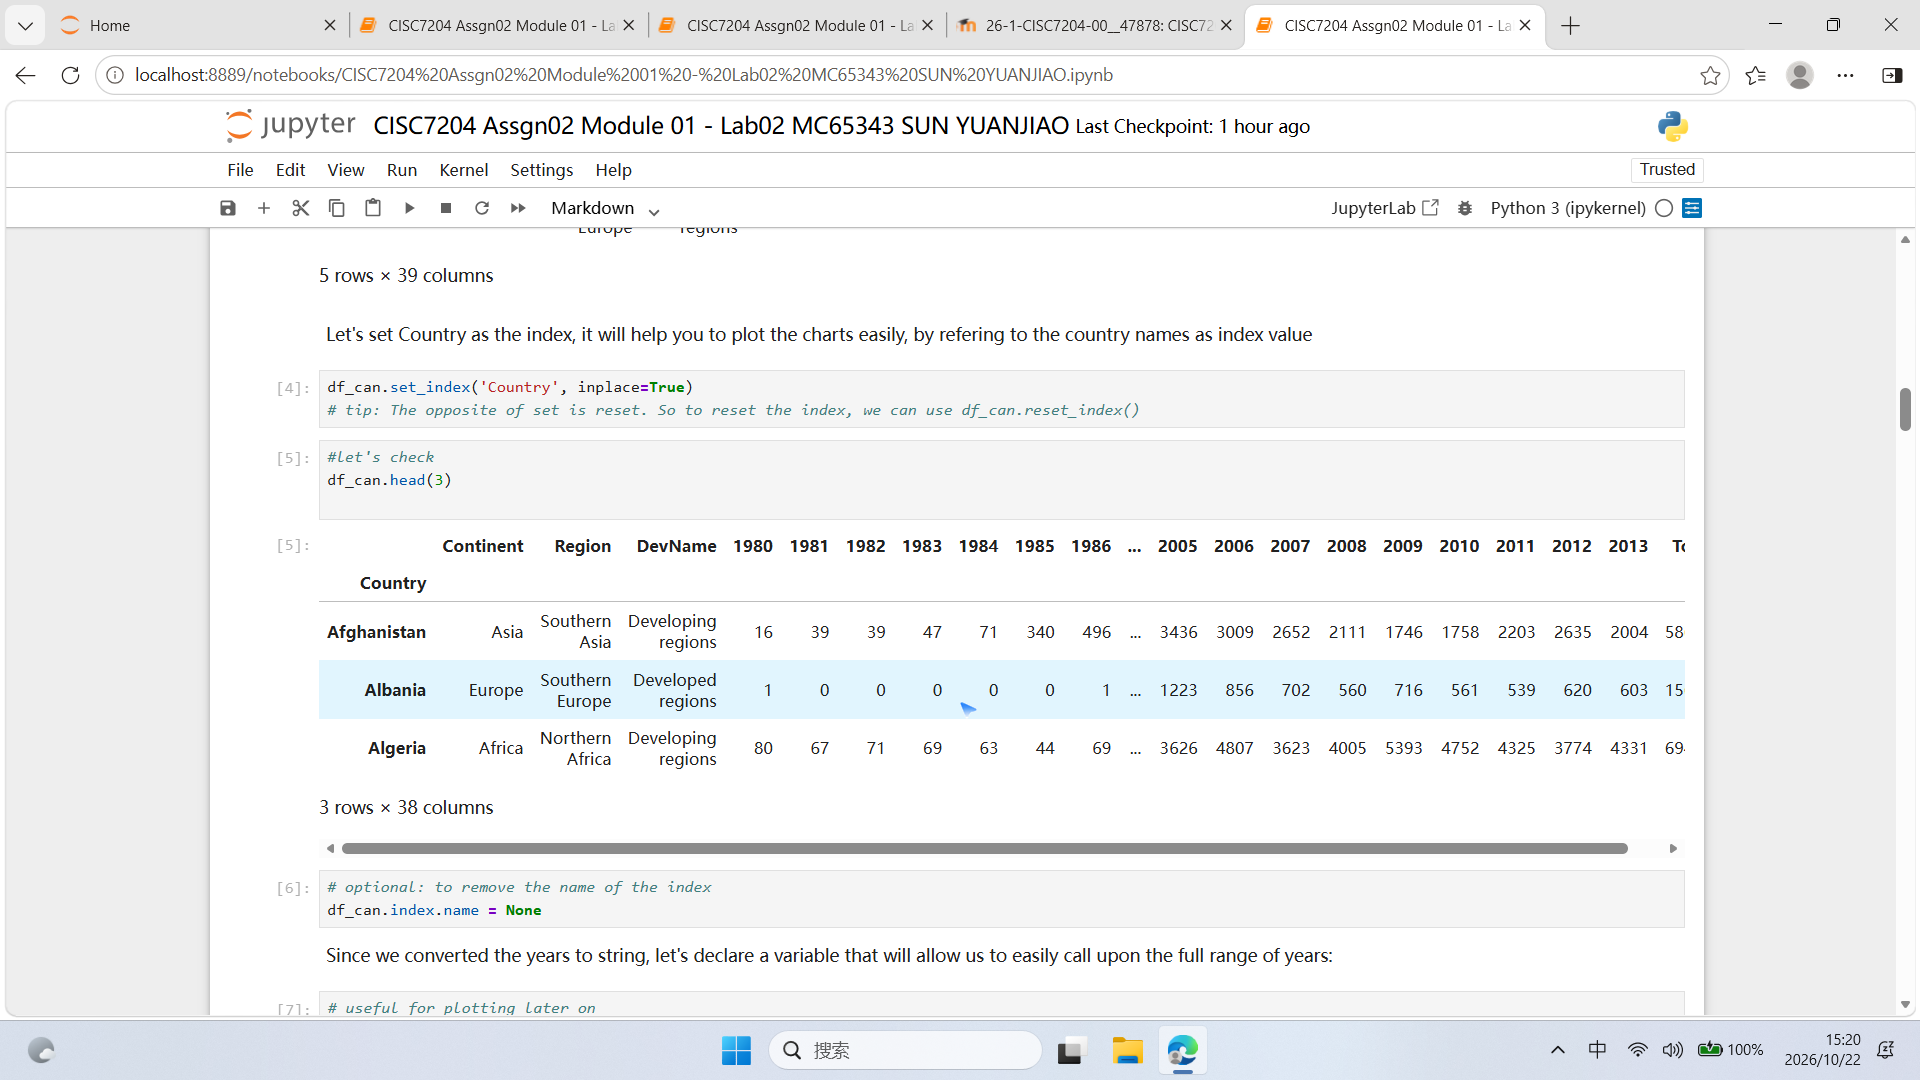 Home
CISC7204 Assgn02 Module 01 - La
CISC7204 Assgn02 Module 01 - La
26-1-CISC7204-00__47878: CISC72
CISC7204 Assgn02 Module 01 - La
localhost:8889/notebooks/CISC7204%20Assgn02%20Module%2001%20-%20Lab02%20MC65343%20SUN%20YUANJIAO.ipynb
jupyter CISC7204 Assgn02 Module 01 - Lab02 MC65343 SUN YUANJIAO Last Checkpoint: 1 hour ago
File Edit View Run Kernel Settings Help Trusted
Markdown JupyterLab Python 3 (ipykernel)
Europe regions
5 rows × 39 columns
Let's set Country as the index, it will help you to plot the charts easily, by refering to the country names as index value
[4]: df_can.set_index('Country', inplace=True)
# tip: The opposite of set is reset. So to reset the index, we can use df_can.reset_index()
[5]: #let's check
df_can.head(3)
[5]: Continent Region DevName 1980 1981 1982 1983 1984 1985 1986 ... 2005 2006 2007 2008 2009 2010 2011 2012 2013 To
Country
Afghanistan Asia Southern Asia Developing regions 16 39 39 47 71 340 496 ... 3436 3009 2652 2111 1746 1758 2203 2635 2004 58
Albania Europe Southern Europe Developed regions 1 0 0 0 0 0 1 ... 1223 856 702 560 716 561 539 620 603 15
Algeria Africa Northern Africa Developing regions 80 67 71 69 63 44 69 ... 3626 4807 3623 4005 5393 4752 4325 3774 4331 69
3 rows × 38 columns
[6]: # optional: to remove the name of the index
df_can.index.name = None
Since we converted the years to string, let's declare a variable that will allow us to easily call upon the full range of years:
[7]: # useful for plotting later on
搜索
中
100%
15:20
2026/10/22